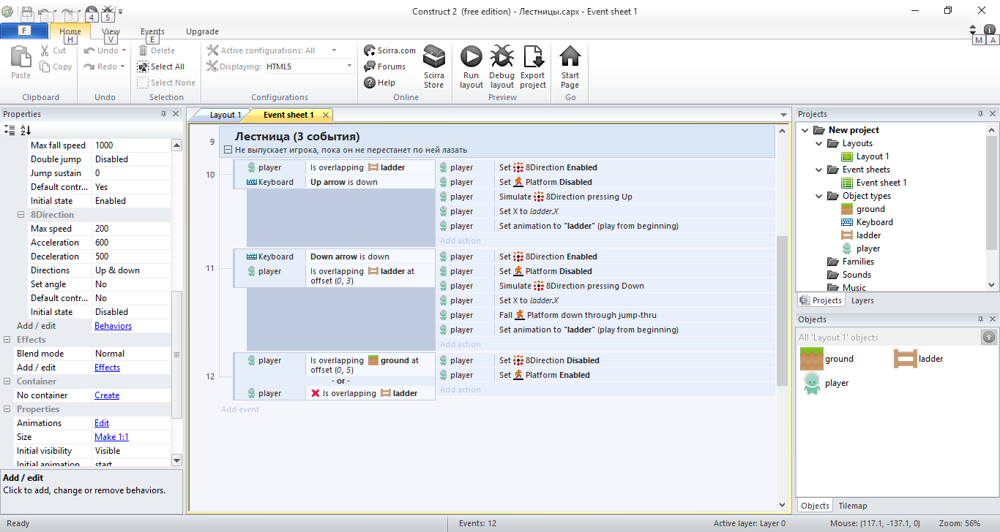 Construct 2 (free edition) - Лестницы.capx - Event sheet 1
1 2 3 4 5
F Home View Events Upgrade
H V E M A
Paste Cut Copy
Clipboard
Undo Redo
Undo
Delete
Select All
Select None
Selection
Active configurations: All
Displaying: HTML5
Configurations
Scirra.com
Forums
Help
Scirra Store
Online
Run layout
Debug layout
Export project
Preview
Start Page
Go
Properties
Max fall speed 1000
Double jump Disabled
Jump sustain 0
Default contr... Yes
Initial state Enabled
8Direction
Max speed 200
Acceleration 600
Deceleration 500
Directions Up & down
Set angle No
Default contr... No
Initial state Disabled
Add / edit Behaviors
Effects
Blend mode Normal
Add / edit Effects
Container
No container Create
Properties
Animations Edit
Size Make 1:1
Initial visibility Visible
Initial animation start
Add / edit
Click to add, change or remove behaviors.
Layout 1 Event sheet 1
9 Лестница (3 события)
Не выпускает игрока, пока он не перестанет по ней лазать
10
player Is overlapping ladder
Keyboard Up arrow is down
player Set 8Direction Enabled
player Set Platform Disabled
player Simulate 8Direction pressing Up
player Set X to ladder.X
player Set animation to "ladder" (play from beginning)
Add action
11
Keyboard Down arrow is down
player Is overlapping ladder at
offset (0, 3)
player Set 8Direction Enabled
player Set Platform Disabled
player Simulate 8Direction pressing Down
player Set X to ladder.X
player Fall Platform down through jump-thru
player Set animation to "ladder" (play from beginning)
Add action
12
player Is overlapping ground at
offset (0, 5)
- or -
player Is overlapping ladder
player Set 8Direction Disabled
player Set Platform Enabled
Add action
Add event
Projects
New project
Layouts
Layout 1
Event sheets
Event sheet 1
Object types
ground
Keyboard
ladder
player
Families
Sounds
Music
Projects Layers
Objects
All 'Layout 1' objects
ground ladder
player
Objects Tilemap
Ready Events: 12 Active layer: Layer 0 Mouse: (117.1, -137.1, 0) Zoom: 56%